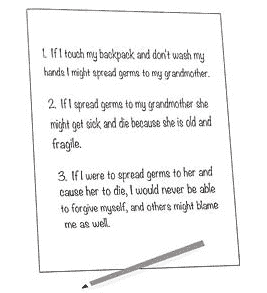 1. If I touch my backpack and don't wash my
hands I might spread germs to my grandmother.
2. If I spread germs to my grandmother she
might get sick and die because she is old and
fragile.
3. If I were to spread germs to her and
cause her to die, I would never be able
to forgive myself, and others might blame
me as well.